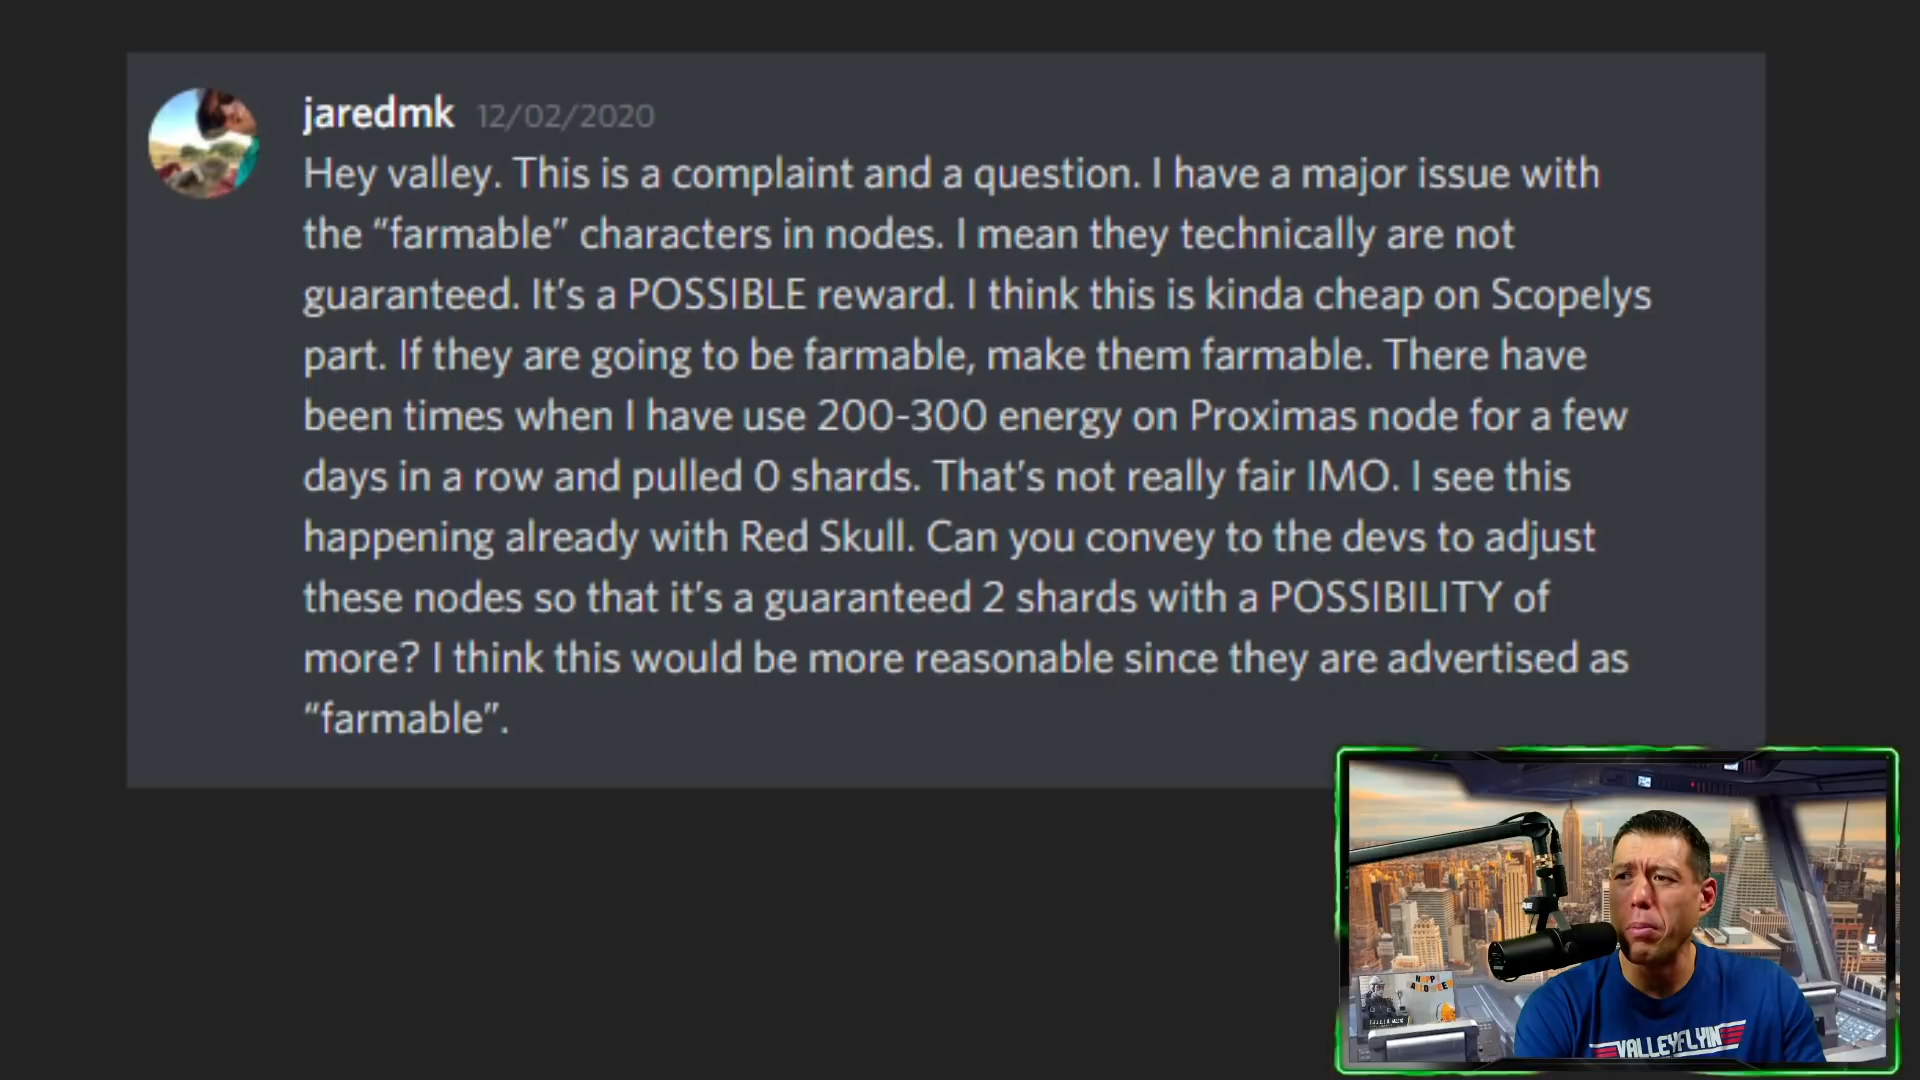 jaredmk 12/02/2020
Hey valley. This is a complaint and a question. I have a major issue with
the “farmable” characters in nodes. I mean they technically are not
guaranteed. It’s a POSSIBLE reward. I think this is kinda cheap on Scopelys
part. If they are going to be farmable, make them farmable. There have
been times when I have use 200-300 energy on Proximas node for a few
days in a row and pulled 0 shards. That’s not really fair IMO. I see this
happening already with Red Skull. Can you convey to the devs to adjust
these nodes so that it’s a guaranteed 2 shards with a POSSIBILITY of
more? I think this would be more reasonable since they are advertised as
“farmable”.
VALLEYFLYIN